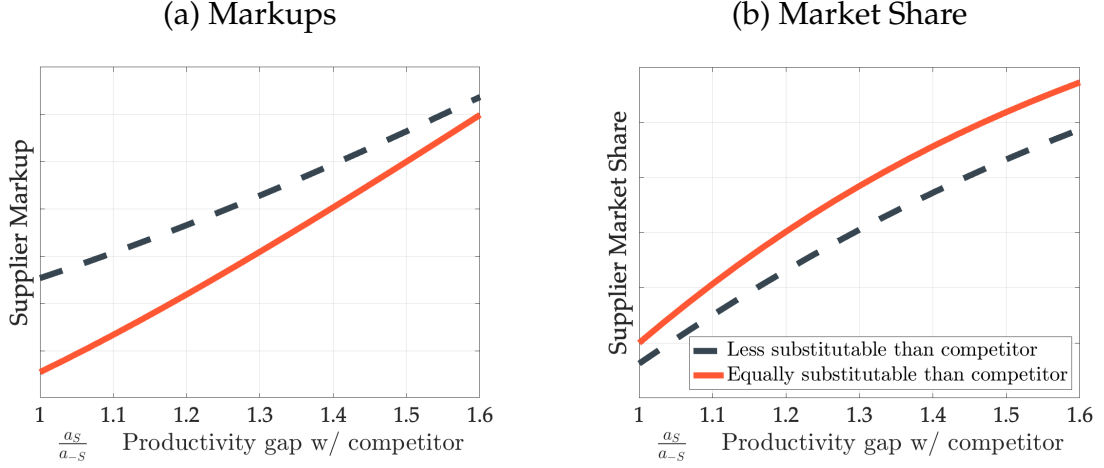 (a) Markups
Supplier Markup
1 1.1 1.2 1.3 1.4 1.5 1.6
a_S/a_{-S} Productivity gap w/ competitor
(b) Market Share
Supplier Market Share
Less substitutable than competitor
Equally substitutable than competitor
1 1.1 1.2 1.3 1.4 1.5 1.6
a_S/a_{-S} Productivity gap w/ competitor